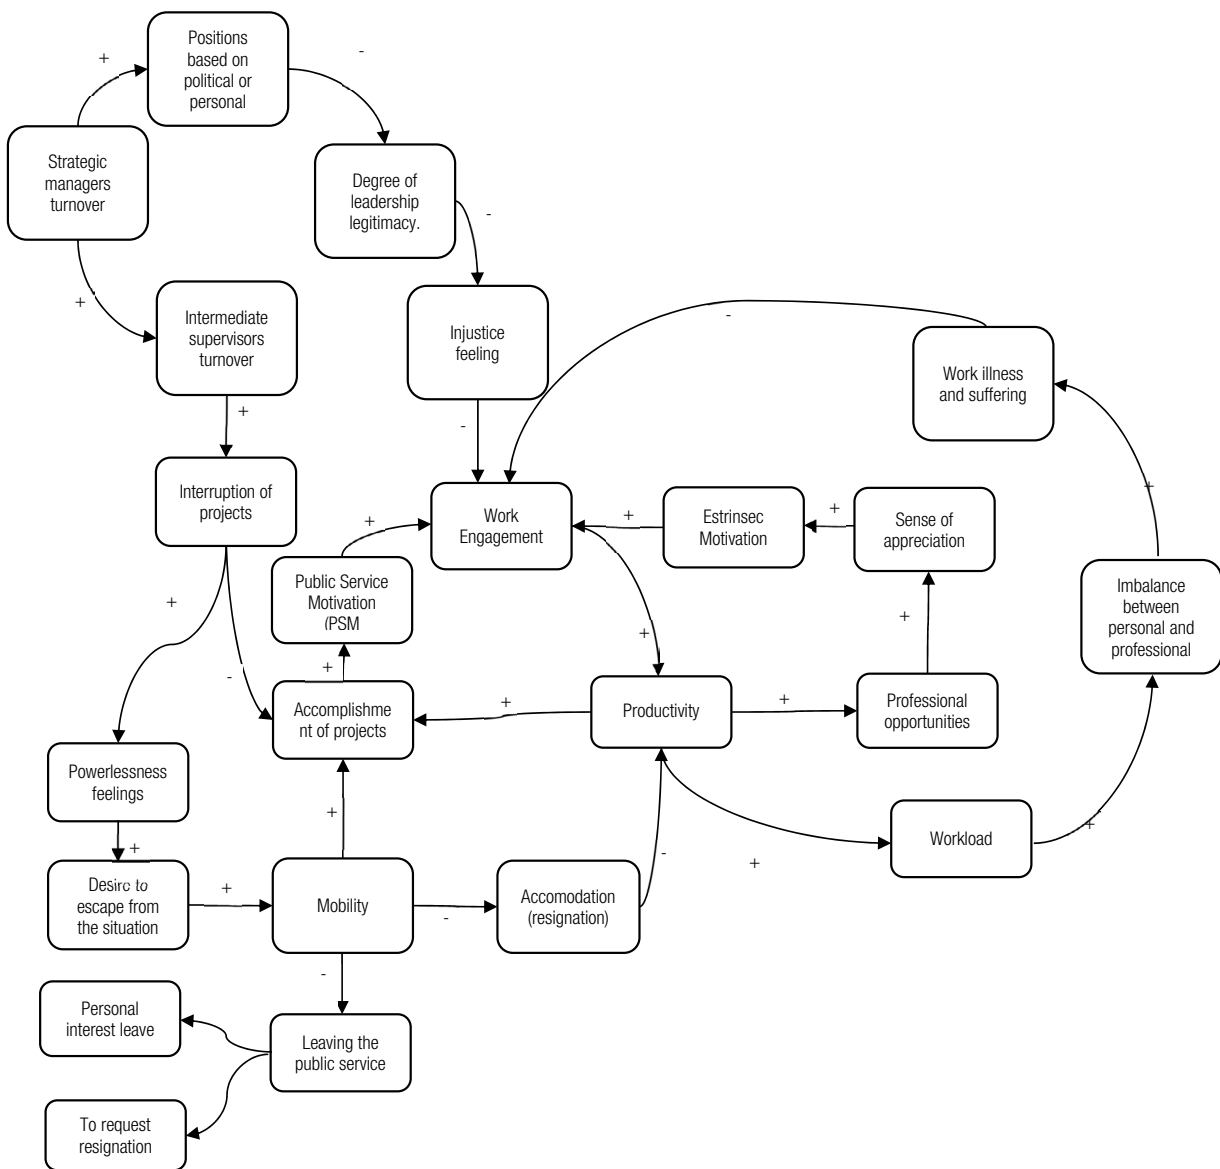 Positions
based on
political or
personal
+
-
Strategic
managers
turnover
Degree of
leadership
legitimacy.
-
+
Intermediate
supervisors
turnover
Injustice
feeling
-
Work illness
and suffering
+
-
Interruption of
projects
+
Work
Engagement
+
Estrinsec
Motivation
+
Sense of
appreciation
+
Public Service
Motivation
(PSM
Imbalance
between
personal and
professional
+
+
+
-
+
Accomplishme
nt of projects
+
Productivity
+
Professional
opportunities
Powerlessness
feelings
+
+
Workload
+
+
-
+
Desire to
escape from
the situation
+
Mobility
-
Accomodation
(resignation)
-
Personal
interest leave
Leaving the
public service
To request
resignation